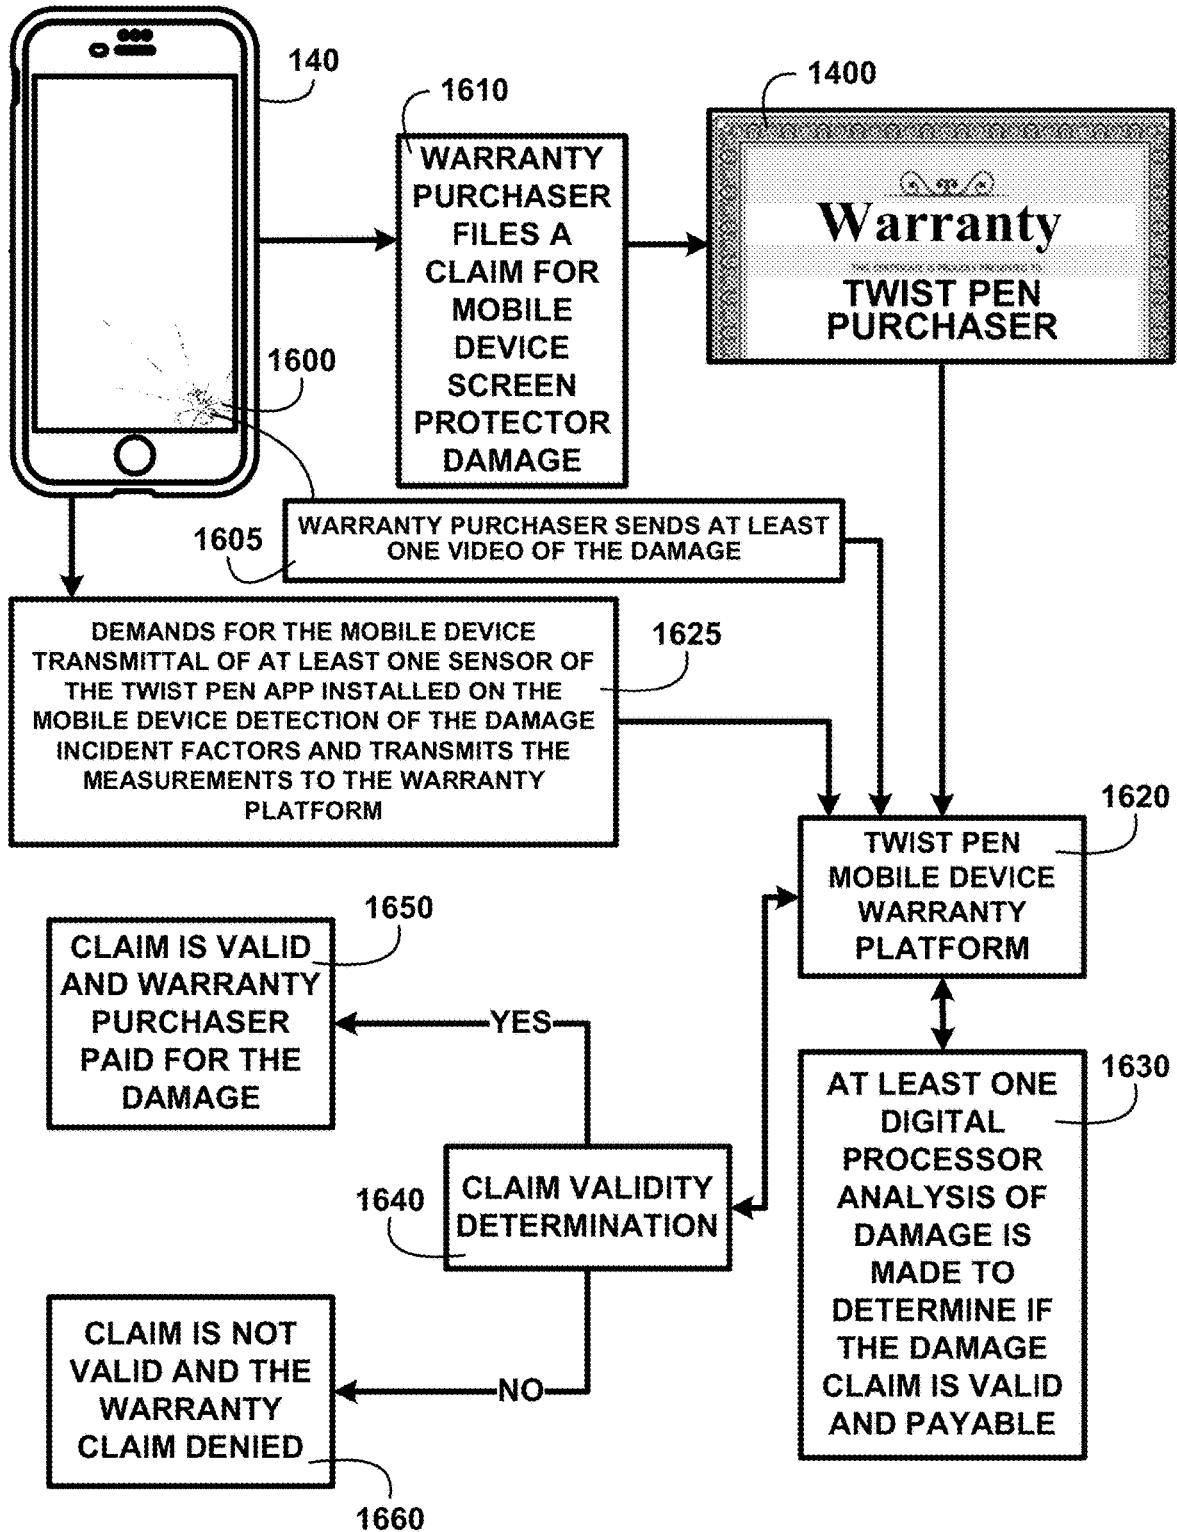 140
1610
WARRANTY
PURCHASER
FILES A
CLAIM FOR
MOBILE
DEVICE
SCREEN
PROTECTOR
DAMAGE
1400
Warranty
TWIST PEN
PURCHASER
1600
1605
WARRANTY PURCHASER SENDS AT LEAST
ONE VIDEO OF THE DAMAGE
DEMANDS FOR THE MOBILE DEVICE
TRANSMITTAL OF AT LEAST ONE SENSOR OF
THE TWIST PEN APP INSTALLED ON THE
MOBILE DEVICE DETECTION OF THE DAMAGE
INCIDENT FACTORS AND TRANSMITS THE
MEASUREMENTS TO THE WARRANTY
PLATFORM
1625
1620
TWIST PEN
MOBILE DEVICE
WARRANTY
PLATFORM
1650
CLAIM IS VALID
AND WARRANTY
PURCHASER
PAID FOR THE
DAMAGE
YES
1630
AT LEAST ONE
DIGITAL
PROCESSOR
ANALYSIS OF
DAMAGE IS
MADE TO
DETERMINE IF
THE DAMAGE
CLAIM IS VALID
AND PAYABLE
1640
CLAIM VALIDITY
DETERMINATION
NO
CLAIM IS NOT
VALID AND THE
WARRANTY
CLAIM DENIED
1660